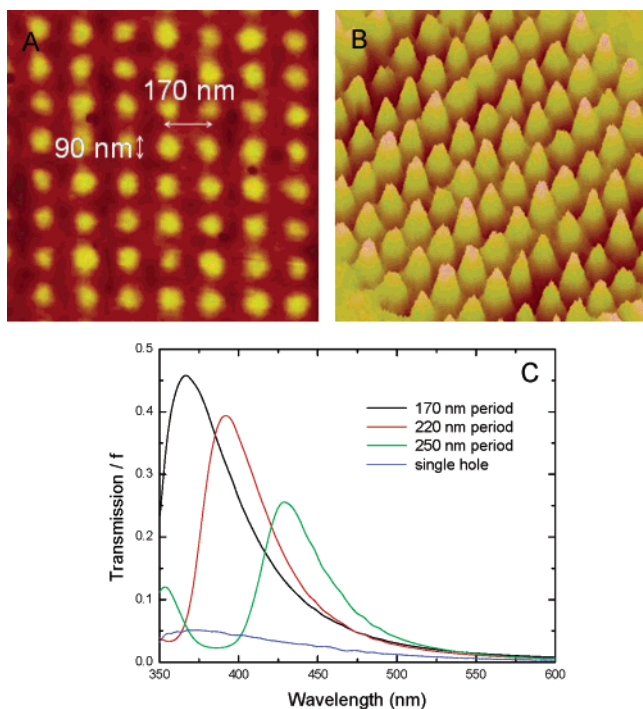 A
170 nm
90 nm
B
C
170 nm period
220 nm period
250 nm period
single hole
0.5
0.4
0.3
0.2
0.1
0.0
Transmission / f
350
400
450
500
550
600
Wavelength (nm)